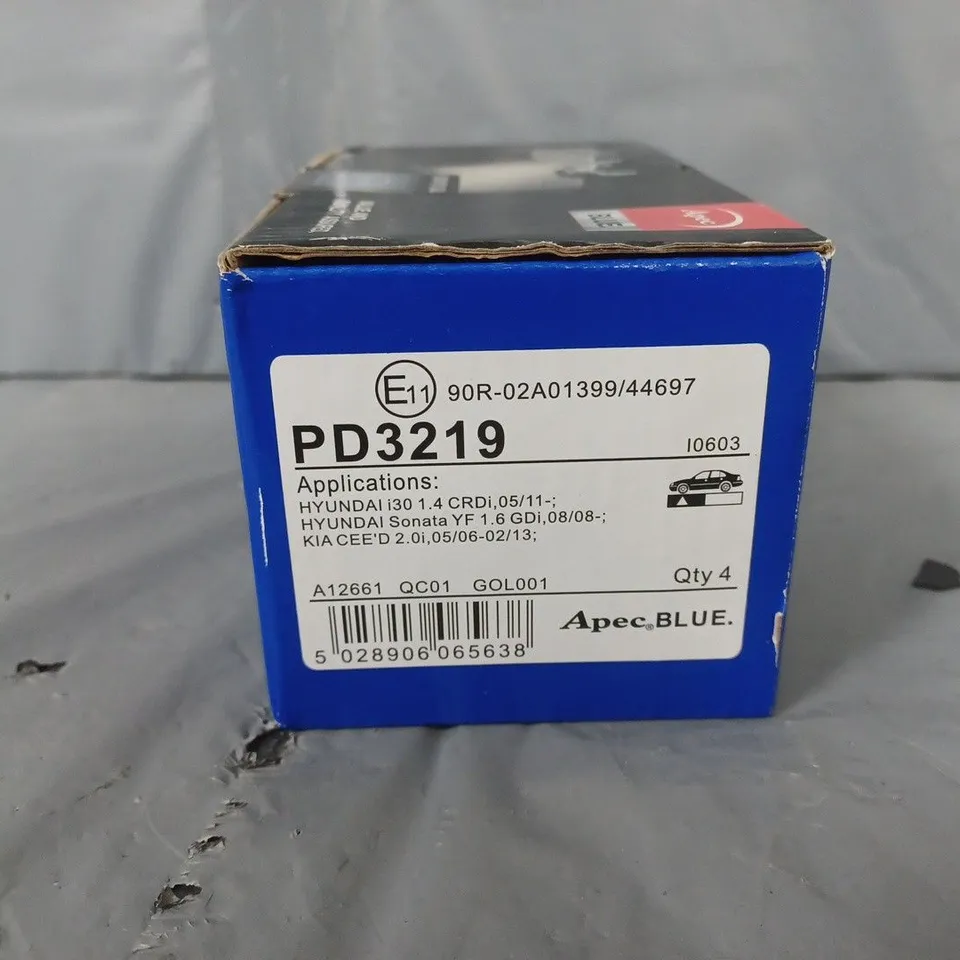 Apec
BLUE
E11 90R-02A01399/44697
PD3219
I0603
Applications:
HYUNDAI i30 1.4 CRDi,05/11-;
HYUNDAI Sonata YF 1.6 GDi,08/08-;
KIA CEE'D 2.0i,05/06-02/13;
A12661 QC01 GOL001
Qty 4
5 028906 065638
Apec® BLUE.